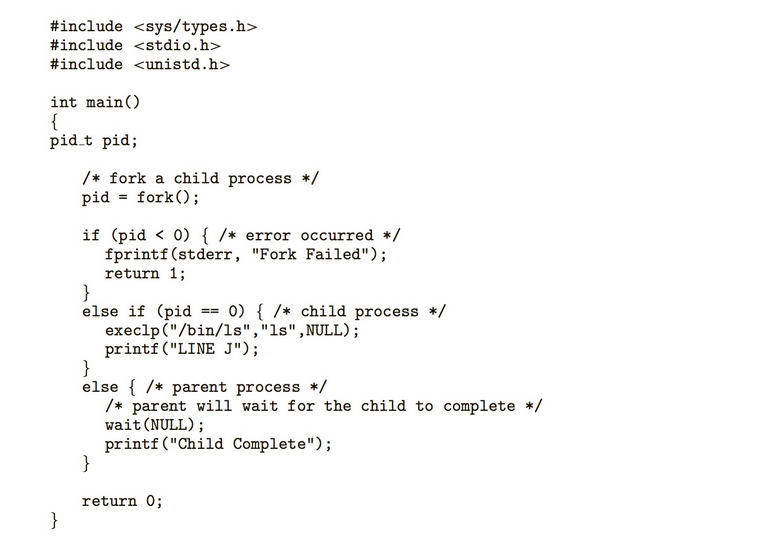 #include <sys/types.h>
#include <stdio.h>
#include <unistd.h>
int main()
{
pid_t pid;
/* fork a child process */
pid = fork();
if (pid < 0) { /* error occurred */
fprintf(stderr, "Fork Failed");
return 1;
}
else if (pid == 0) { /* child process */
execlp("/bin/ls","ls",NULL);
printf("LINE J");
}
else { /* parent process */
/* parent will wait for the child to complete */
wait(NULL);
printf("Child Complete");
}
return 0;
}